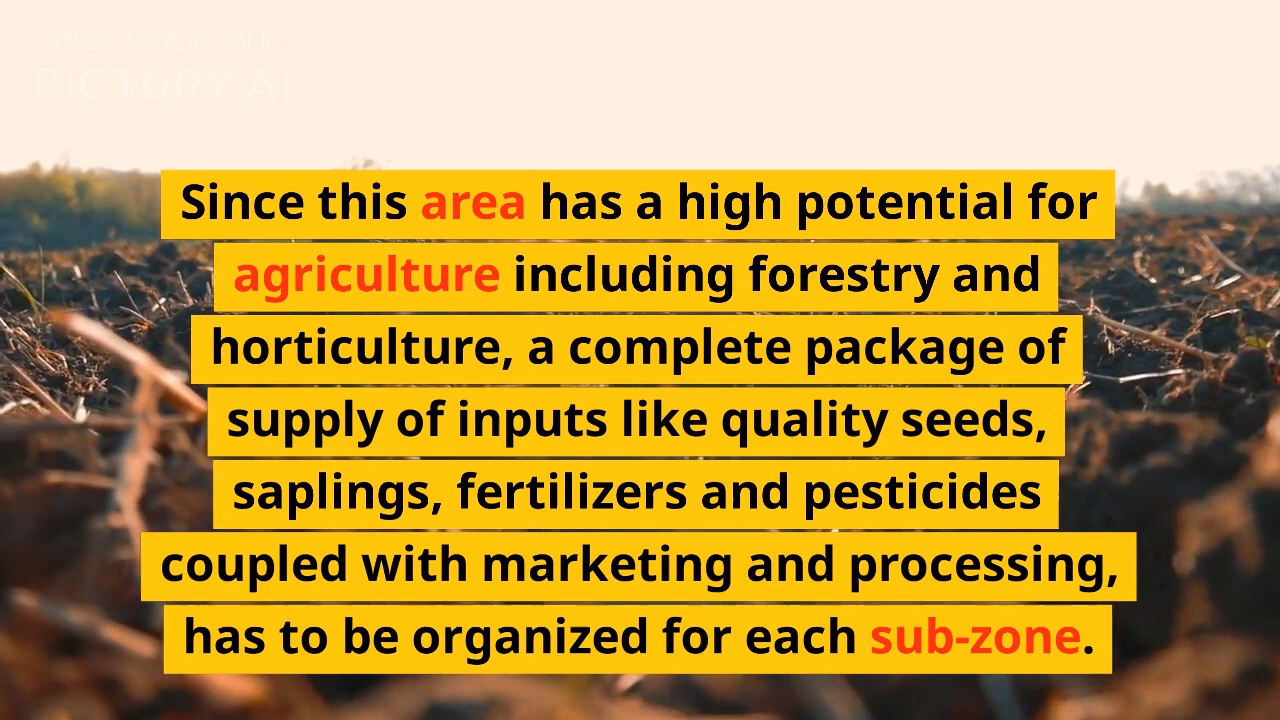 PICTORY.AI
Since this area has a high potential for
agriculture including forestry and
horticulture, a complete package of
supply of inputs like quality seeds,
saplings, fertilizers and pesticides
coupled with marketing and processing,
has to be organized for each sub-zone.